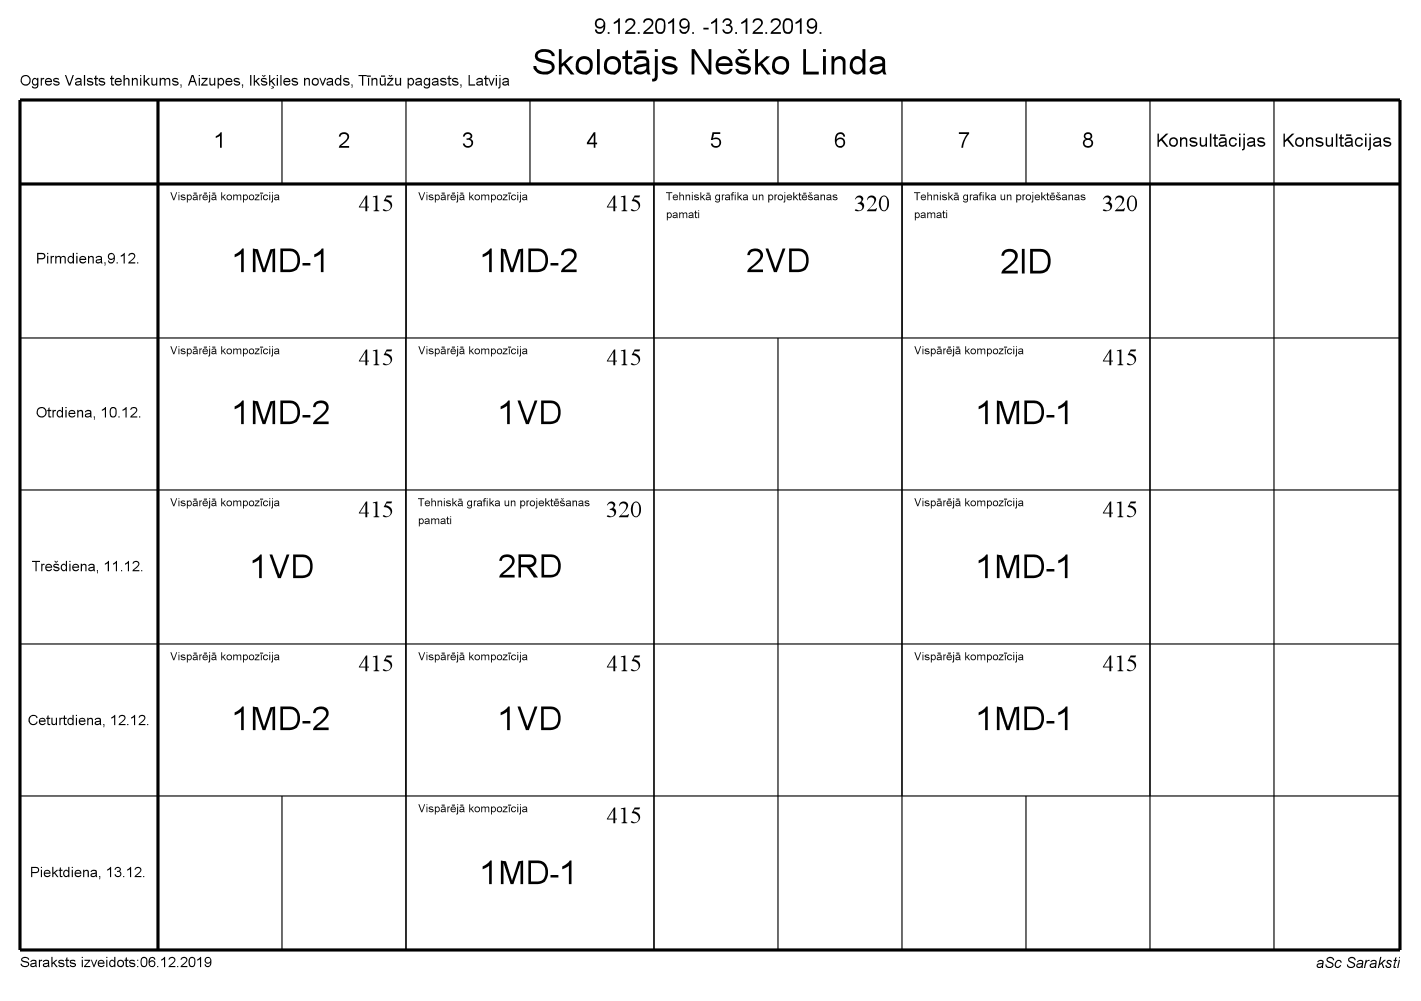 9.12.2019. -13.12.2019.
Skolotājs Neško Linda
Ogres Valsts tehnikums, Aizupes, Ikšķiles novads, Tīnūžu pagasts, Latvija
1 2 3 4 5 6 7 8 Konsultācijas Konsultācijas
Vispārējā kompozīcija 415 Vispārējā kompozīcija 415 Tehniskā grafika un projektēšanas 320 Tehniskā grafika un projektēšanas 320
pamati pamati
Pirmdiena,9.12. 1MD-1 1MD-2 2VD 2ID
Vispārējā kompozīcija 415 Vispārējā kompozīcija 415 Vispārējā kompozīcija 415
Otrdiena, 10.12. 1MD-2 1VD 1MD-1
Vispārējā kompozīcija 415 Tehniskā grafika un projektēšanas 320 Vispārējā kompozīcija 415
pamati
Trešdiena, 11.12. 1VD 2RD 1MD-1
Vispārējā kompozīcija 415 Vispārējā kompozīcija 415 Vispārējā kompozīcija 415
Ceturtdiena, 12.12. 1MD-2 1VD 1MD-1
Vispārējā kompozīcija 415
Piektdiena, 13.12. 1MD-1
Saraksts izveidots:06.12.2019 aSc Saraksti